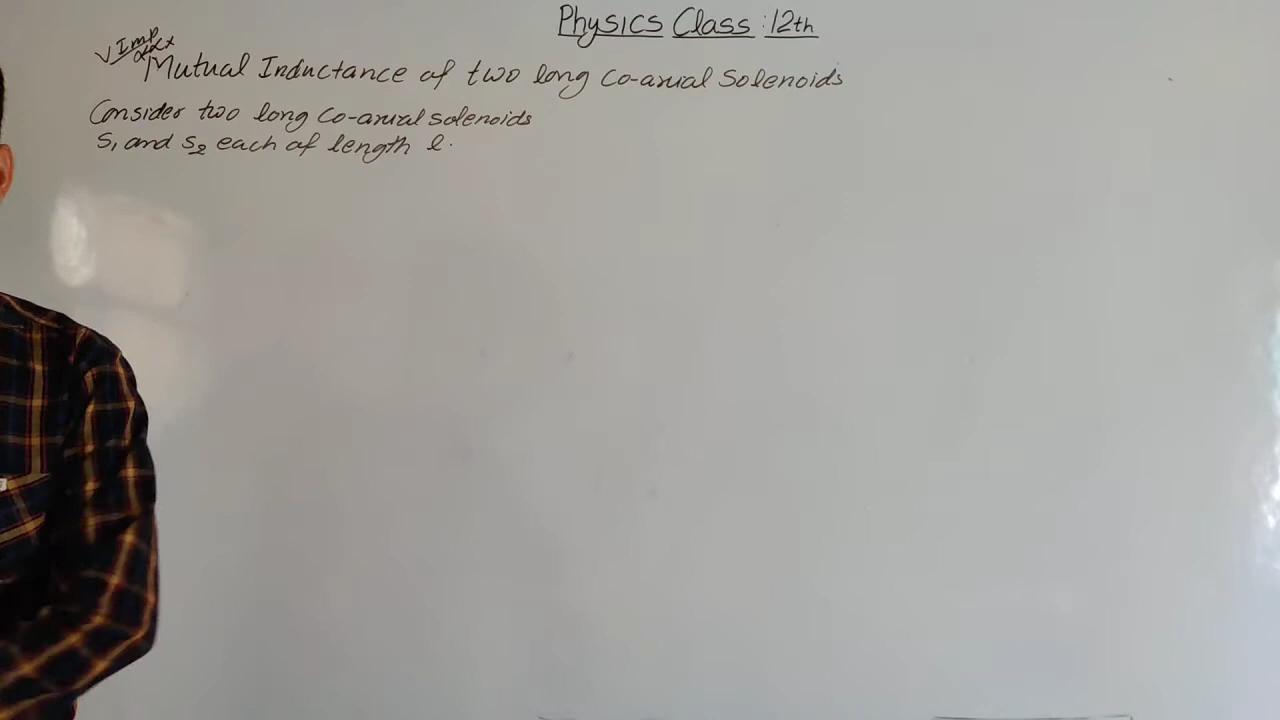 Physics Class : 12th
V Imp
Mutual Inductance of two long Co-axial Solenoids
Consider two long Co-axial solenoids
S₁ and S₂ each of length l.